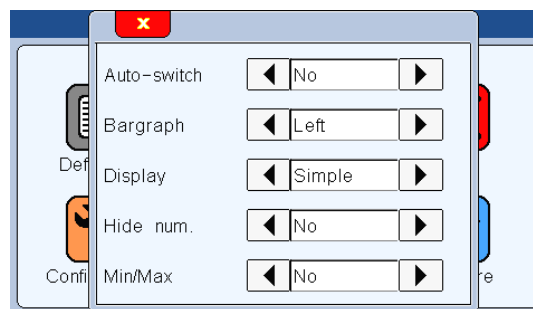 x
Auto-switch No
Bargraph Left
Def
Display Simple
Hide num. No
Confi
Min/Max No
re